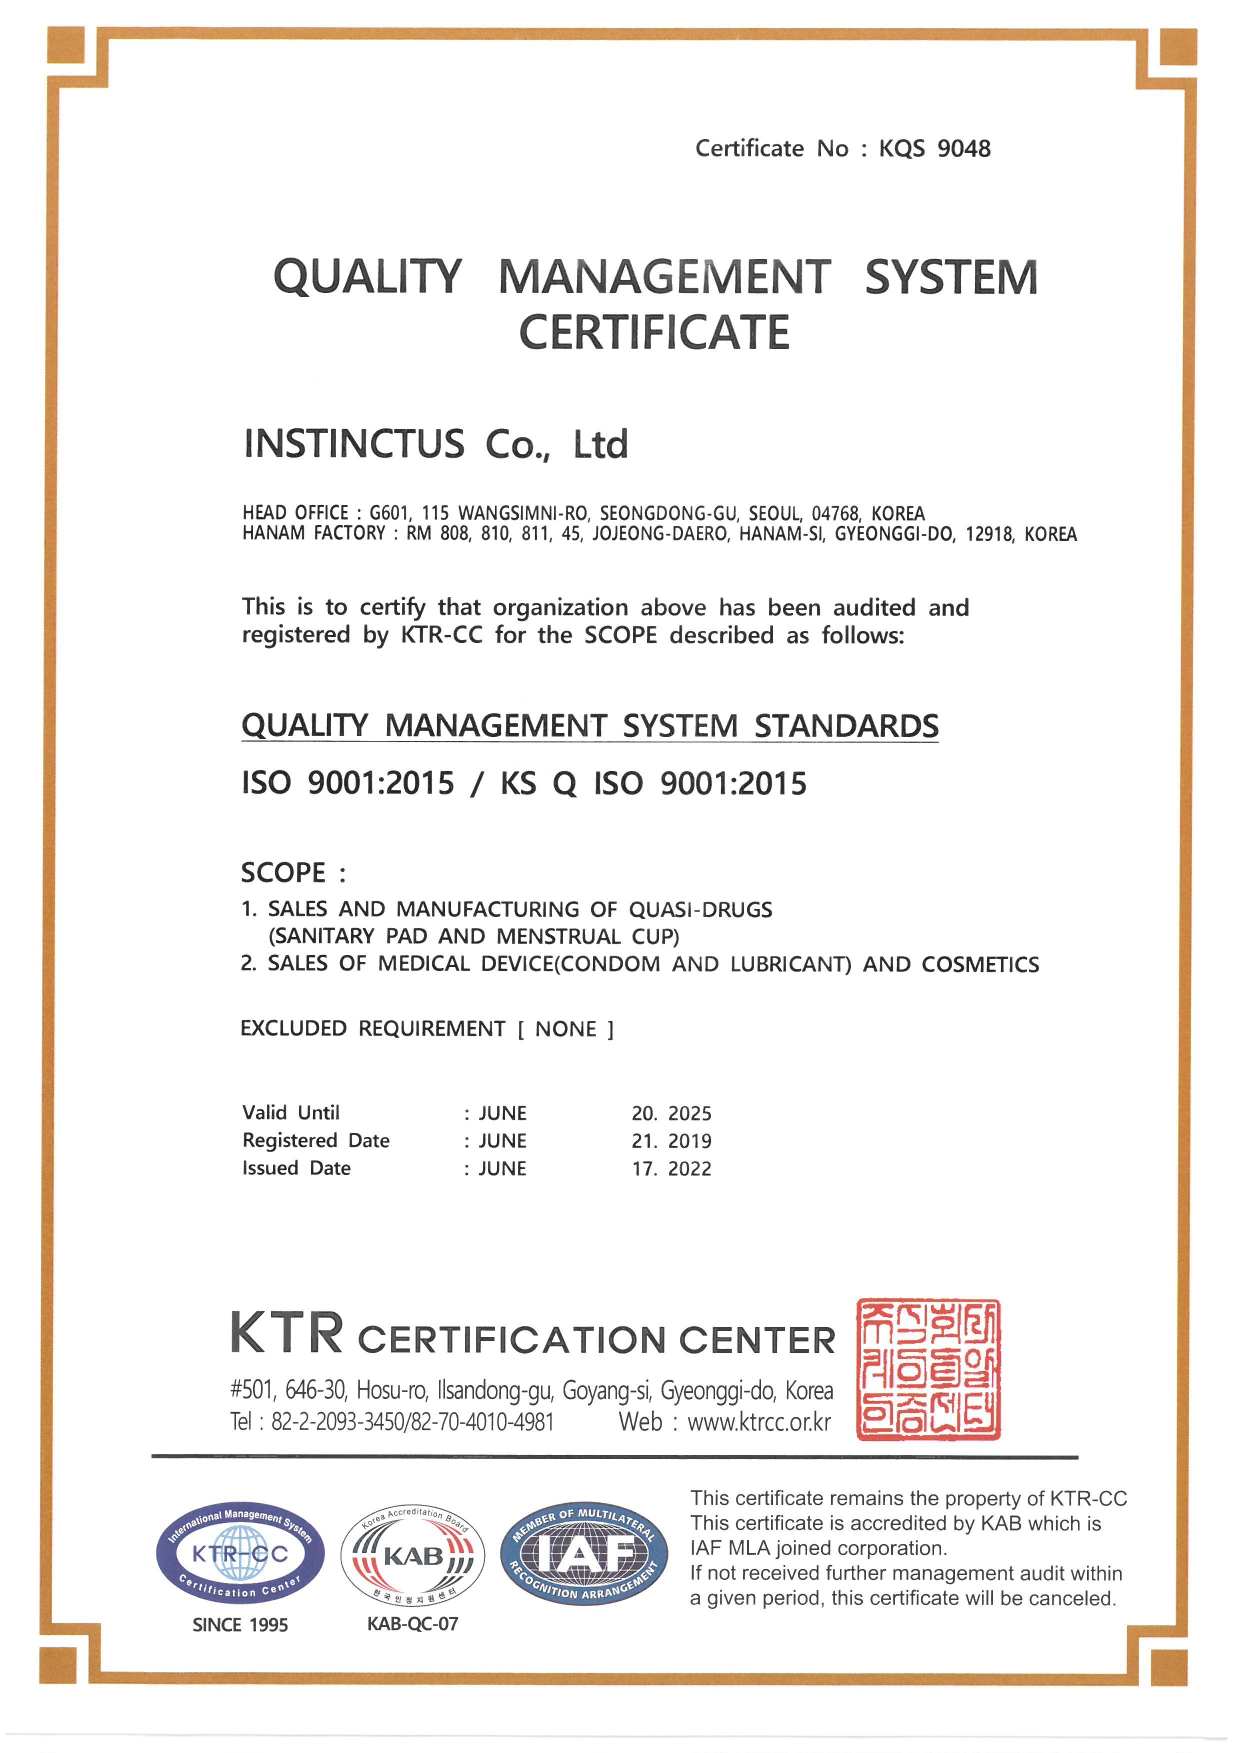 Certificate No : KQS 9048
QUALITY MANAGEMENT SYSTEM
CERTIFICATE
INSTINCTUS Co., Ltd
HEAD OFFICE : G601, 115 WANGSIMNI-RO, SEONGDONG-GU, SEOUL, 04768, KOREA
HANAM FACTORY : RM 808, 810, 811, 45, JOJEONG-DAERO, HANAM-SI, GYEONGGI-DO, 12918, KOREA
This is to certify that organization above has been audited and
registered by KTR-CC for the SCOPE described as follows:
QUALITY MANAGEMENT SYSTEM STANDARDS
ISO 9001:2015 / KS Q ISO 9001:2015
SCOPE :
1. SALES AND MANUFACTURING OF QUASI-DRUGS
(SANITARY PAD AND MENSTRUAL CUP)
2. SALES OF MEDICAL DEVICE(CONDOM AND LUBRICANT) AND COSMETICS
EXCLUDED REQUIREMENT [ NONE ]
Valid Until : JUNE 20. 2025
Registered Date : JUNE 21. 2019
Issued Date : JUNE 17. 2022
KTR CERTIFICATION CENTER
#501, 646-30, Hosu-ro, Ilsandong-gu, Goyang-si, Gyeonggi-do, Korea
Tel : 82-2-2093-3450/82-70-4010-4981 Web : www.ktrcc.or.kr
International Management System
KTR-CC
Certification Center
SINCE 1995
Korea Accreditation Board
KAB
한국인정지원센터
KAB-QC-07
MEMBER OF MULTILATERAL
IAF
RECOGNITION ARRANGEMENT
This certificate remains the property of KTR-CC
This certificate is accredited by KAB which is
IAF MLA joined corporation.
If not received further management audit within
a given period, this certificate will be canceled.